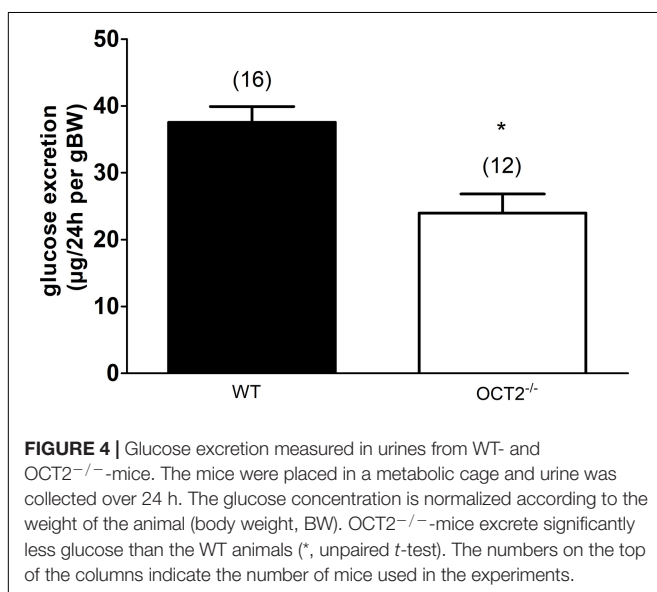 50
40
30
20
10
0
glucose excretion
(µg/24h per gBW)
(16)
*
(12)
WT
OCT2-/-
FIGURE 4 | Glucose excretion measured in urines from WT- and
OCT2−/−-mice. The mice were placed in a metabolic cage and urine was
collected over 24 h. The glucose concentration is normalized according to the
weight of the animal (body weight, BW). OCT2−/−-mice excrete significantly
less glucose than the WT animals (*, unpaired t-test). The numbers on the top
of the columns indicate the number of mice used in the experiments.